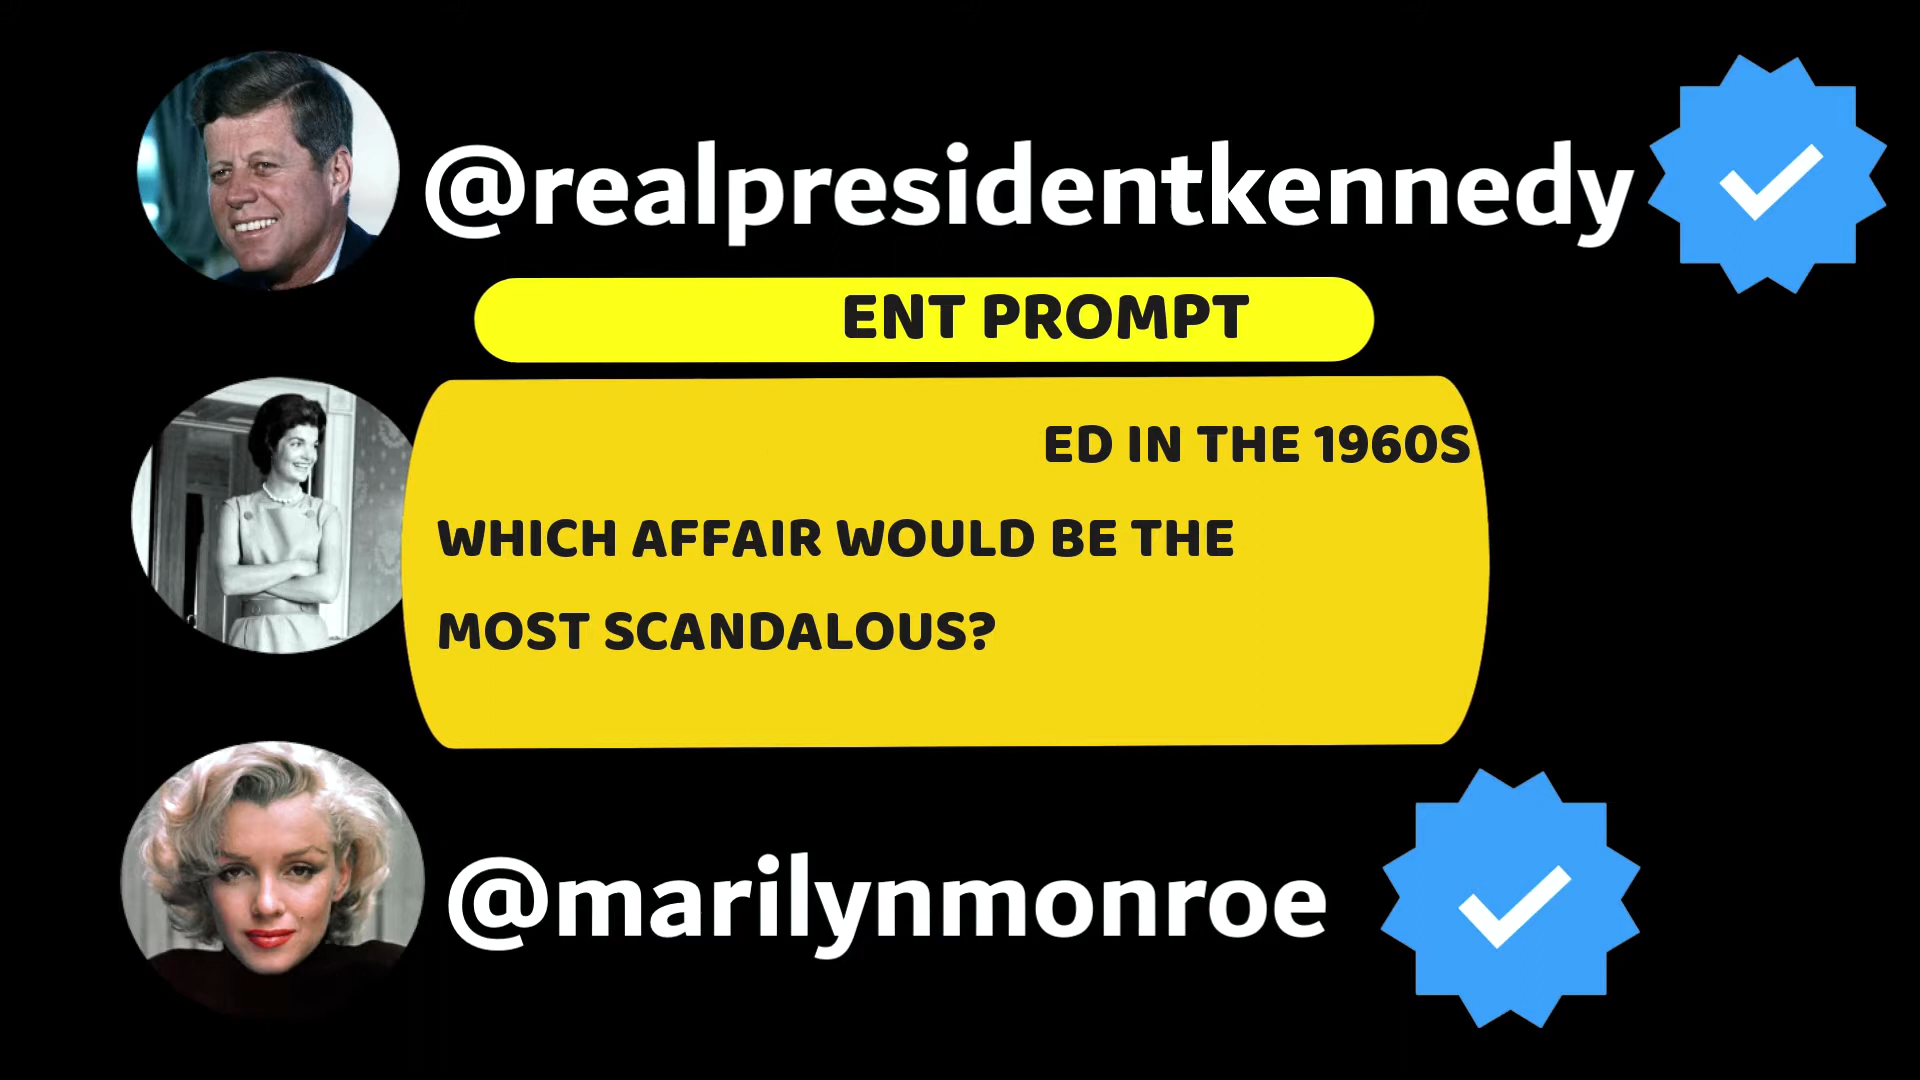 @realpresidentkennedy
ENT PROMPT
ED IN THE 1960S
WHICH AFFAIR WOULD BE THE
MOST SCANDALOUS?
@marilynmonroe